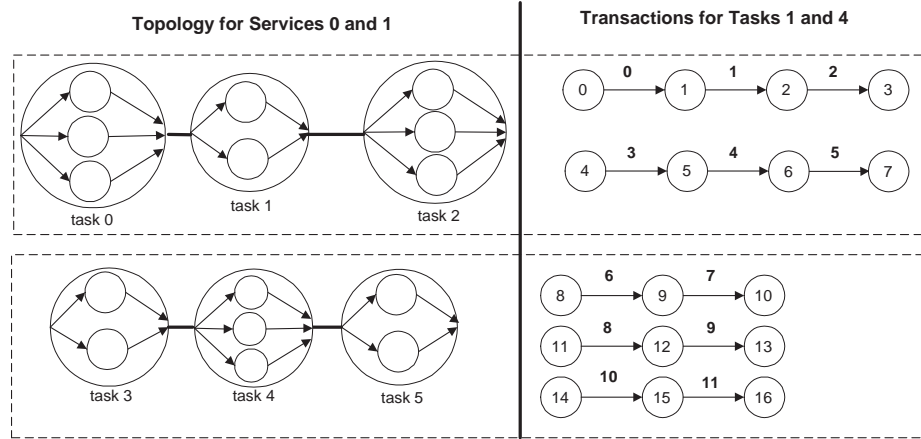 Topology for Services 0 and 1
Transactions for Tasks 1 and 4
0 1 2
0 1 2 3
3 4 5
4 5 6 7
task 0
task 1
task 2
6 7
8 9 10
8 9
11 12 13
10 11
14 15 16
task 3
task 4
task 5